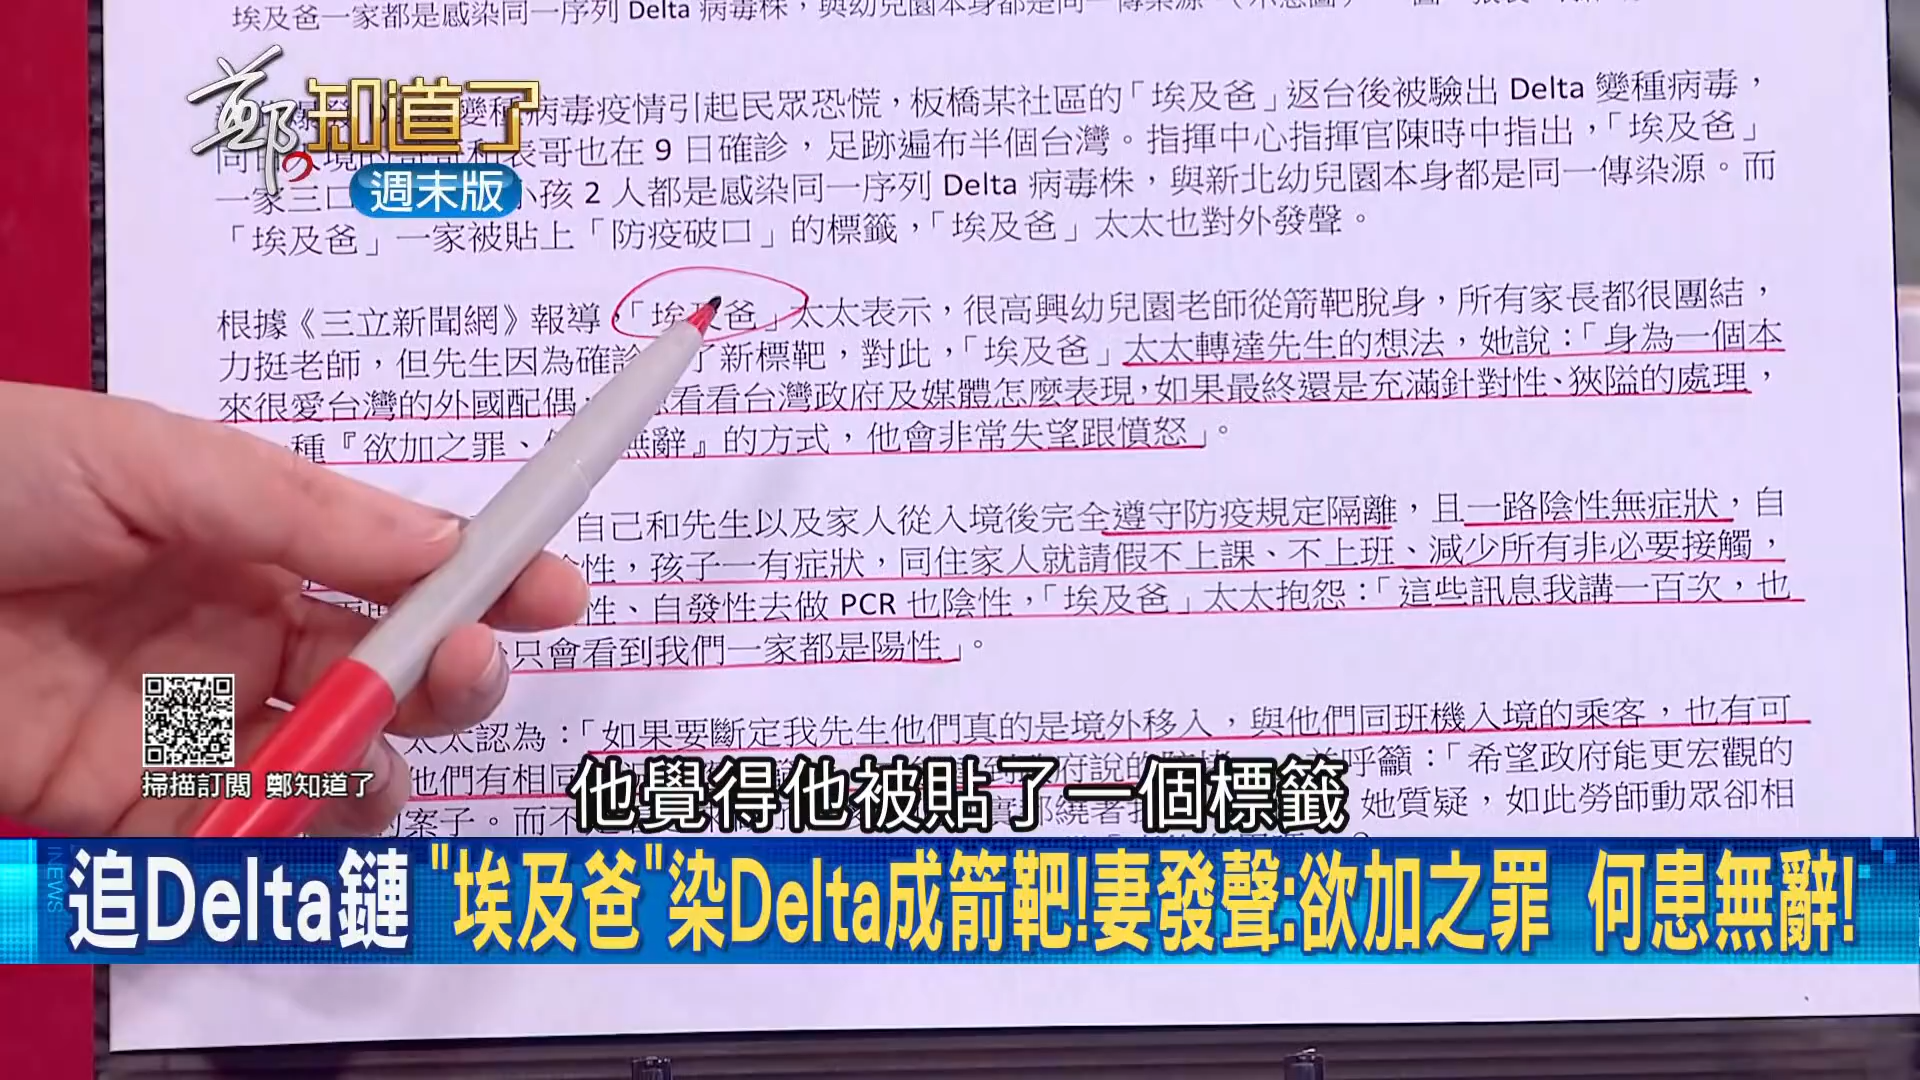 埃及爸一家都是感染同一序列 Delta 病毒株，與幼兒園本身都是同一傳染源。
鄭の知道了
週末版
變種病毒疫情引起民眾恐慌，板橋某社區的「埃及爸」返台後被驗出 Delta 變種病毒，
表哥也在 9 日確診，足跡遍布半個台灣。指揮中心指揮官陳時中指出，「埃及爸」
一家三口 小孩 2 人都是感染同一序列 Delta 病毒株，與新北幼兒園本身都是同一傳染源。而
「埃及爸」一家被貼上「防疫破口」的標籤，「埃及爸」太太也對外發聲。
根據《三立新聞網》報導，「埃及爸」太太表示，很高興幼兒園老師從箭靶脫身，所有家長都很團結，
力挺老師，但先生因為確診 了新標靶，對此，「埃及爸」太太轉達先生的想法，她說：「身為一個本
來很愛台灣的外國配偶， 看看台灣政府及媒體怎麼表現，如果最終還是充滿針對性、狹隘的處理，
種『欲加之罪、 無辭』的方式，他會非常失望跟憤怒」。
自己和先生以及家人從入境後完全遵守防疫規定隔離，且一路陰性無症狀，自
性，孩子一有症狀，同住家人就請假不上課、不上班、減少所有非必要接觸，
性、自發性去做 PCR 也陰性，「埃及爸」太太抱怨：「這些訊息我講一百次，也
只會看到我們一家都是陽性」。
太太認為：「如果要斷定我先生他們真的是境外移入，與他們同班機入境的乘客，也有可
他們有相同 府說的 呼籲：「希望政府能更宏觀的
的案子。而不 她質疑，如此勞師動眾卻相
他覺得他被貼了一個標籤
掃描訂閱 鄭知道了
iNEWS
追Delta鏈 "埃及爸"染Delta成箭靶!妻發聲:欲加之罪 何患無辭!